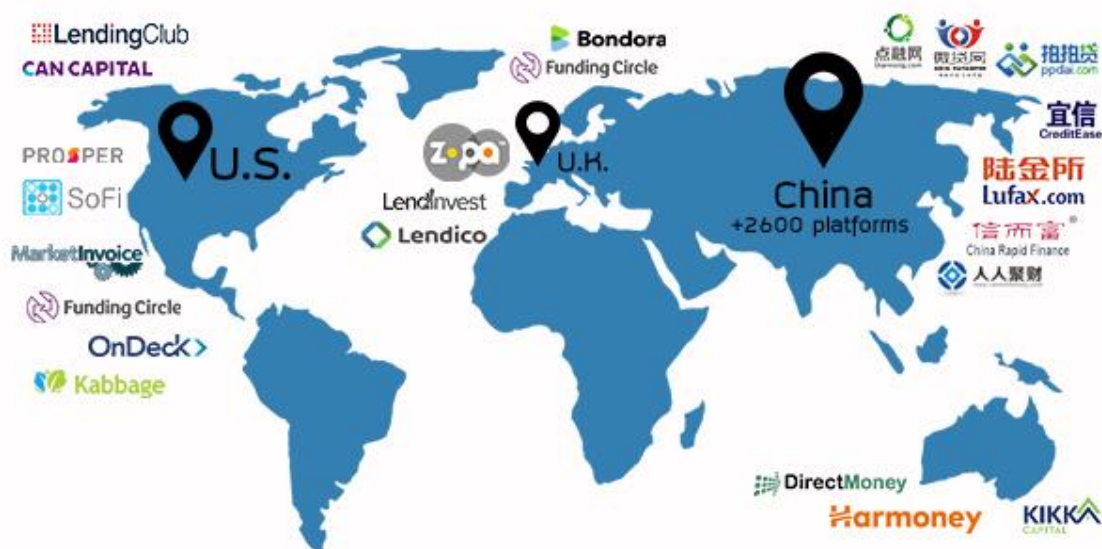 LendingClub
CAN CAPITAL
PROSPER
SoFi
MarketInvoice
Funding Circle
OnDeck
Kabbage
U.S.
Bondora
Funding Circle
zopa
LendInvest
Lendico
U.K.
China
+2600 platforms
点融网
微贷网
拍拍贷
ppdai.com
宜信
CreditEase
陆金所
Lufax.com
信而富®
China Rapid Finance
人人聚财
DirectMoney
Harmoney
KIKKA
CAPITAL